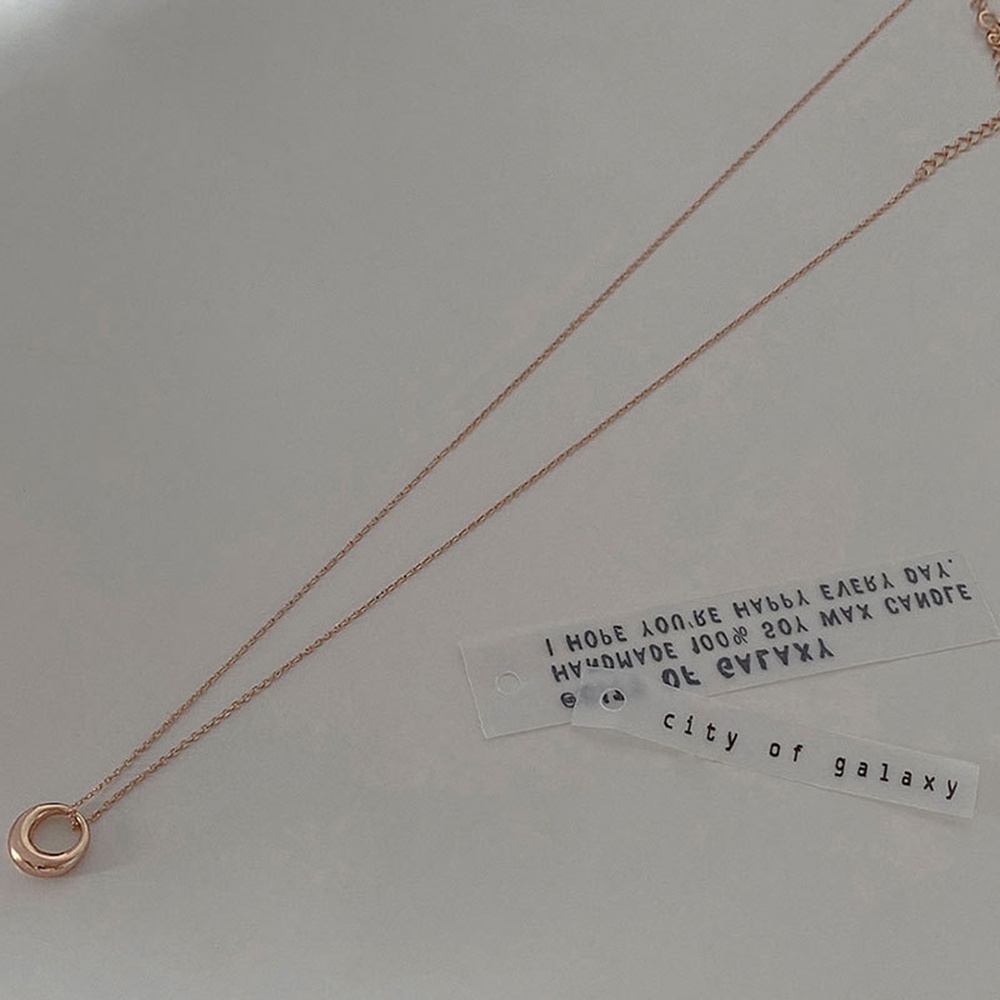 I HOPE YOU'RE HAPPY EVERY DAY.
HANDMADE 100% SOY WAX CANDLE
OF GALAXY
city of galaxy